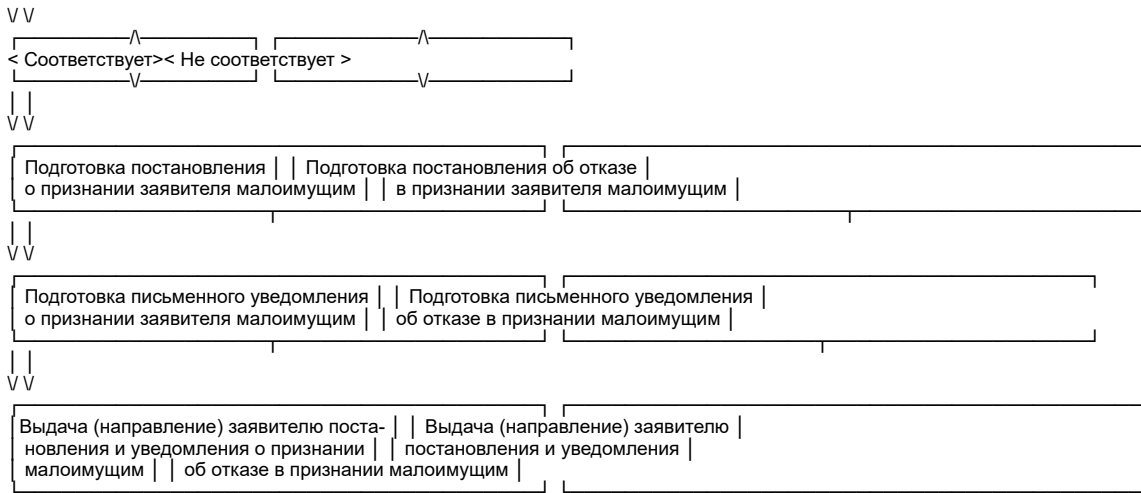 \/ \/
┌──────────/\──────────┐ ┌─────────────/\─────────────┐
< Соответствует>< Не соответствует >
└──────────\/──────────┘ └─────────────\/─────────────┘
│ │
\/ \/
┌────────────────────────────────────────────────┐ ┌────────────────────────────────────────────────────
│ Подготовка постановления │ │ Подготовка постановления об отказе │
│ о признании заявителя малоимущим │ │ в признании заявителя малоимущим │
└───────────────────────┬────────────────────────┘ └─────────────────────────┬──────────────────────────
│ │
\/ \/
┌────────────────────────────────────────────────┐ ┌────────────────────────────────────────────────┐
│ Подготовка письменного уведомления │ │ Подготовка письменного уведомления │
│ о признании заявителя малоимущим │ │ об отказе в признании малоимущим │
└───────────────────────┬────────────────────────┘ └───────────────────────┬────────────────────────┘
│ │
\/ \/
┌────────────────────────────────────────────────┐ ┌────────────────────────────────────────────────────
│Выдача (направление) заявителю поста- │ │ Выдача (направление) заявителю │
│ новления и уведомления о признании │ │ постановления и уведомления │
│ малоимущим │ │ об отказе в признании малоимущим │
└────────────────────────────────────────────────┘ └────────────────────────────────────────────────────